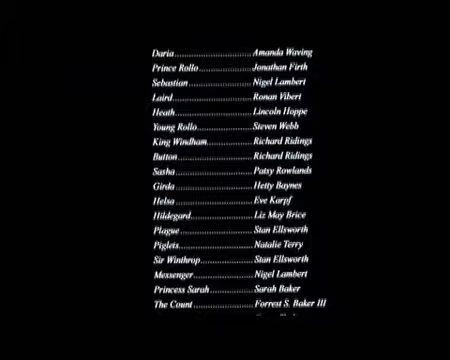 Daria.............................Amanda Waving
Prince Rollo....................Jonathan Firth
Sebastian........................Nigel Lambert
Laird..............................Ronan Vibert
Heath.............................Lincoln Hoppe
Young Rollo....................Steven Webb
King Windham................Richard Ridings
Button............................Richard Ridings
Sasha.............................Patsy Rowlands
Girda.............................Hetty Baynes
Helsa.............................Eve Karpf
Hildegard.......................Liz May Brice
Plague...........................Stan Ellsworth
Piglets............................Natalie Terry
Sir Winthrop...................Stan Ellsworth
Messenger......................Nigel Lambert
Princess Sarah................Sarah Baker
The Count......................Forrest S. Baker III